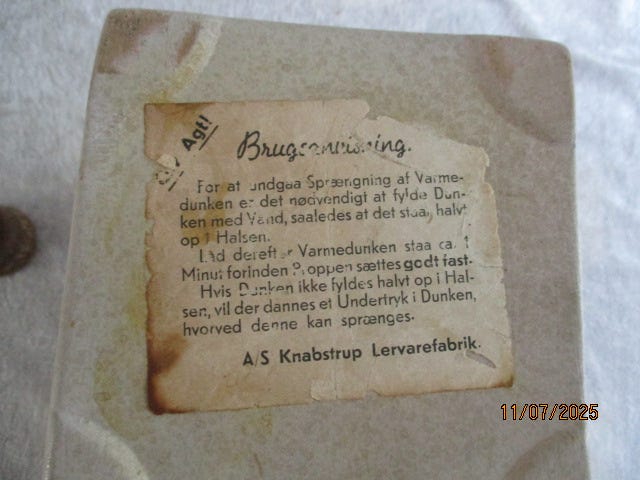 Giv Agt!
Brugsanvisning.
For at undgaa Sprængning af Varme-
dunken er det nødvendigt at fylde Dun-
ken med Vand, saaledes at det staar halvt
op i Halsen.
Lad derefter Varmedunken staa ca. 1
Minut forinden Proppen sættes godt fast.
Hvis Dunken ikke fyldes halvt op i Hal-
sen, vil der dannes et Undertryk i Dunken,
hvorved denne kan sprænges.
A/S Knabstrup Lervarefabrik.
11/07/2025